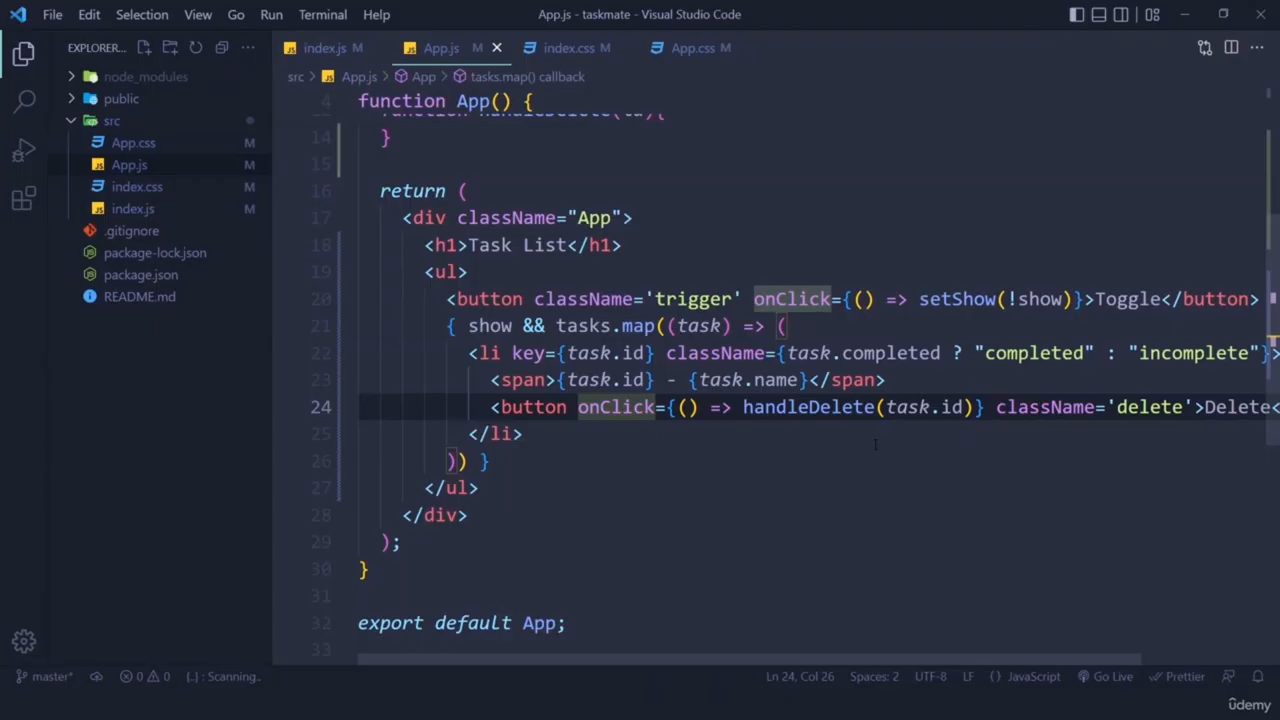 File Edit Selection View Go Run Terminal Help App.js - taskmate - Visual Studio Code
EXPLORER... index.js M App.js M index.css M App.css M
node_modules
public
src
App.css M
App.js M
index.css M
index.js M
.gitignore
package-lock.json
package.json
README.md
src > App.js > App > tasks.map() callback
4 function App() {
function handleDelete(id){
14 }
15
16 return (
17 <div className="App">
18 <h1>Task List</h1>
19 <ul>
20 <button className='trigger' onClick={() => setShow(!show)}>Toggle</button>
21 { show && tasks.map((task) => (
22 <li key={task.id} className={task.completed ? "completed" : "incomplete"}>
23 <span>{task.id} - {task.name}</span>
24 <button onClick={() => handleDelete(task.id)} className='delete'>Delete<
25 </li>
26 )) }
27 </ul>
28 </div>
29 );
30 }
31
32 export default App;
33
master* 0 0 {..} : Scanning.. Ln 24, Col 26 Spaces: 2 UTF-8 LF {} JavaScript Go Live Prettier
ûdemy